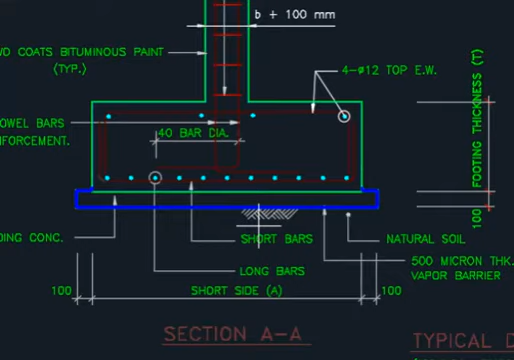 b + 100 mm
WO COATS BITUMINOUS PAINT
(TYP.)
4-ø12 TOP E.W.
OWEL BARS
NFORCEMENT.
40 BAR DIA.
FOOTING THICKNESS (T)
100
DING CONC.
SHORT BARS
NATURAL SOIL
LONG BARS
500 MICRON THK.
VAPOR BARRIER
100
SHORT SIDE (A)
100
SECTION A-A
TYPICAL D